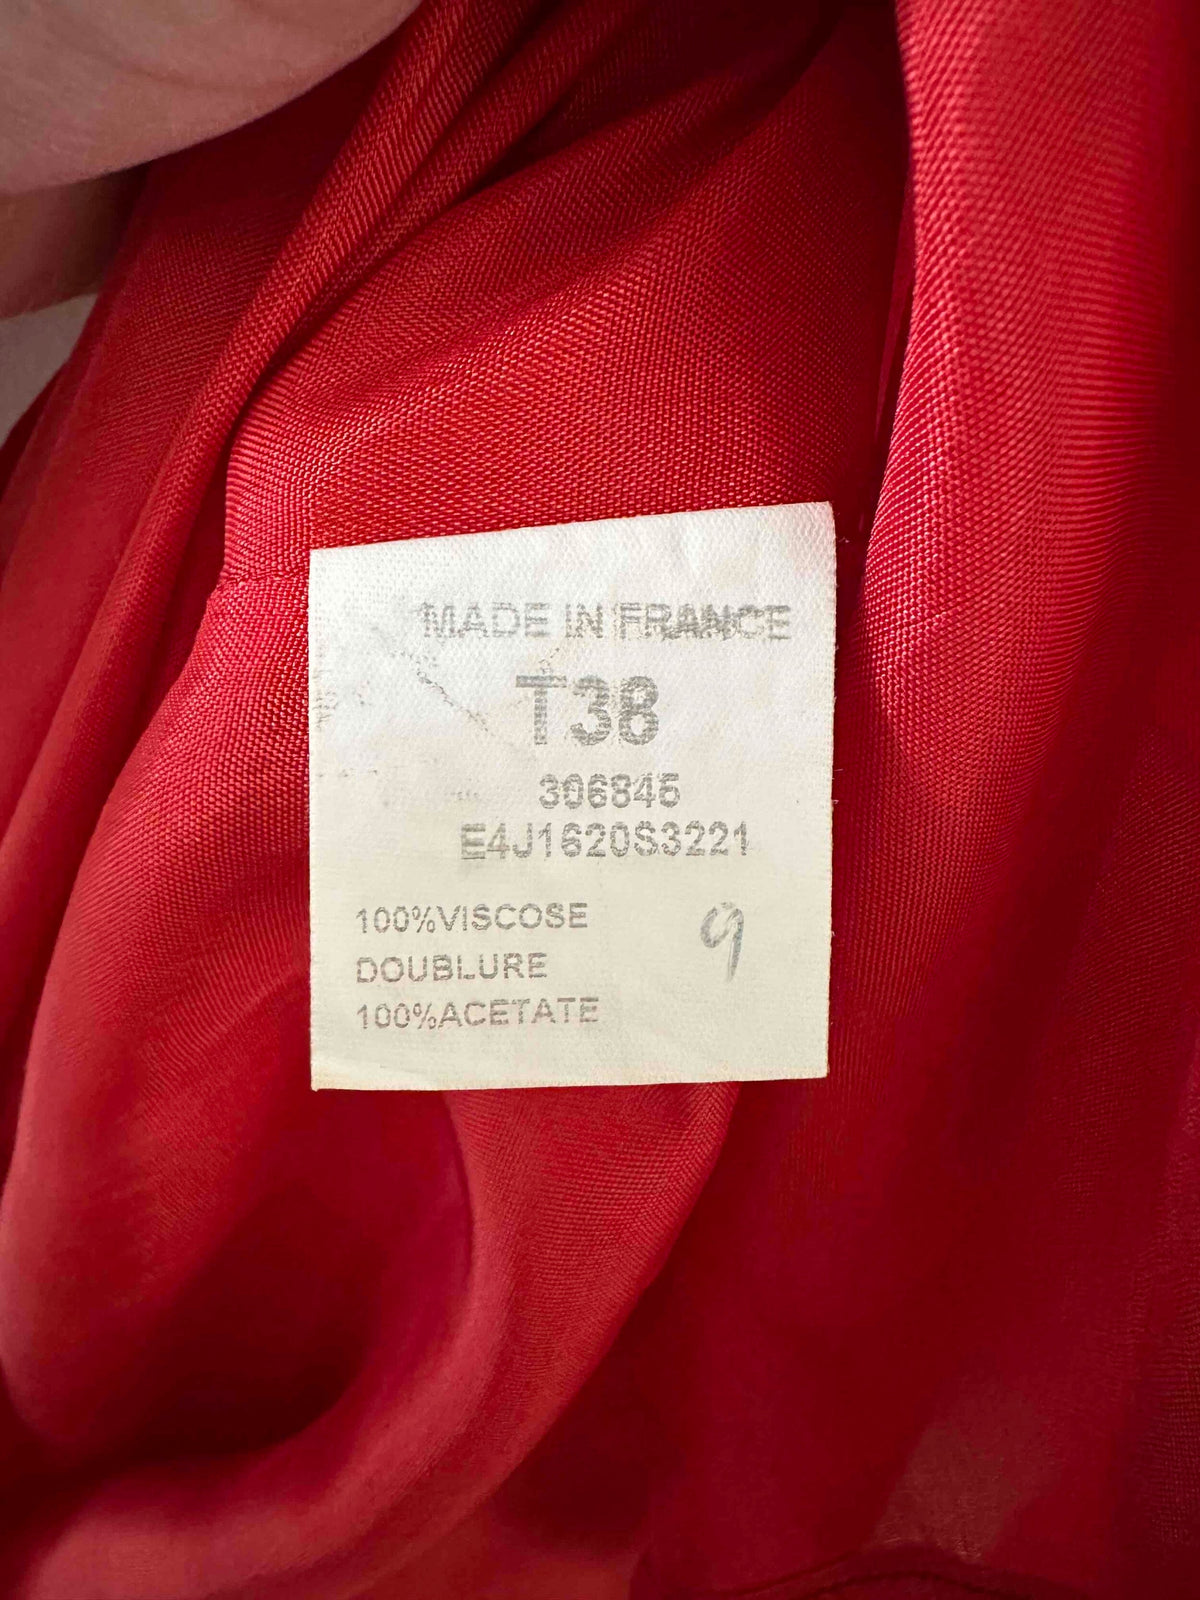 MADE IN FRANCE
T38
306845
E4J1620S3221
100%VISCOSE
9
DOUBLURE
100%ACETATE